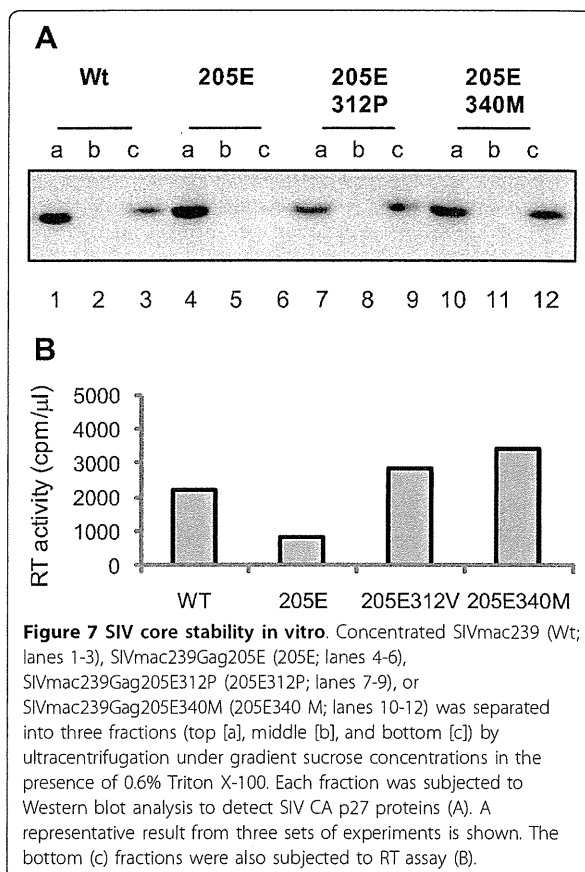 A
Wt 205E 205E 205E
312P 340M
a b c a b c a b c a b c
1 2 3 4 5 6 7 8 9 10 11 12
B
RT activity (cpm/μl)
5000
4000
3000
2000
1000
0
WT 205E 205E312V 205E340M
Figure 7 SIV core stability in vitro. Concentrated SIVmac239 (Wt;
lanes 1-3), SIVmac239Gag205E (205E; lanes 4-6),
SIVmac239Gag205E312P (205E312P; lanes 7-9), or
SIVmac239Gag205E340M (205E340 M; lanes 10-12) was separated
into three fractions (top [a], middle [b], and bottom [c]) by
ultracentrifugation under gradient sucrose concentrations in the
presence of 0.6% Triton X-100. Each fraction was subjected to
Western blot analysis to detect SIV CA p27 proteins (A). A
representative result from three sets of experiments is shown. The
bottom (c) fractions were also subjected to RT assay (B).